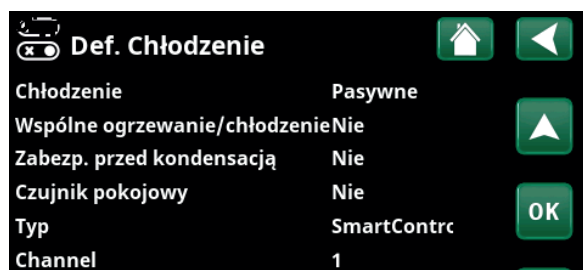 Def. Chłodzenie
Chłodzenie Pasywne
Wspólne ogrzewanie/chłodzenie Nie
Zabezp. przed kondensacją Nie
Czujnik pokojowy Nie
Typ SmartContro
Channel 1
OK